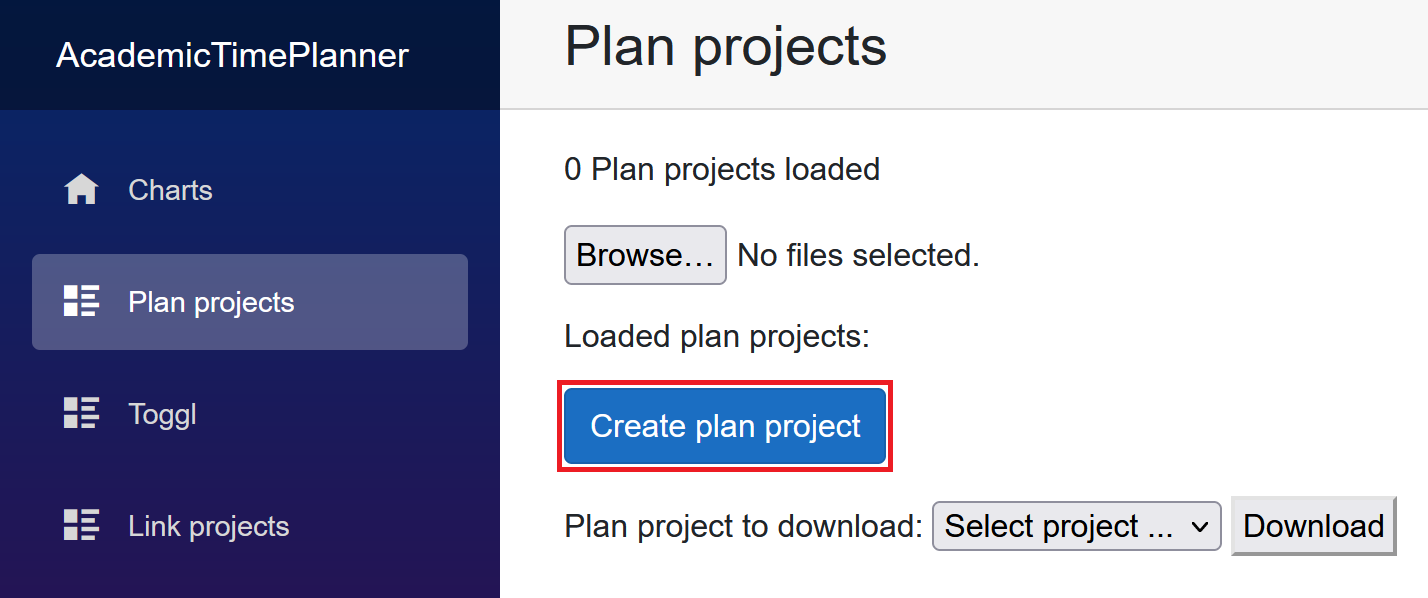 AcademicTimePlanner
Charts
Plan projects
Toggl
Link projects
Plan projects
0 Plan projects loaded
Browse… No files selected.
Loaded plan projects:
Create plan project
Plan project to download: Select project ... Download